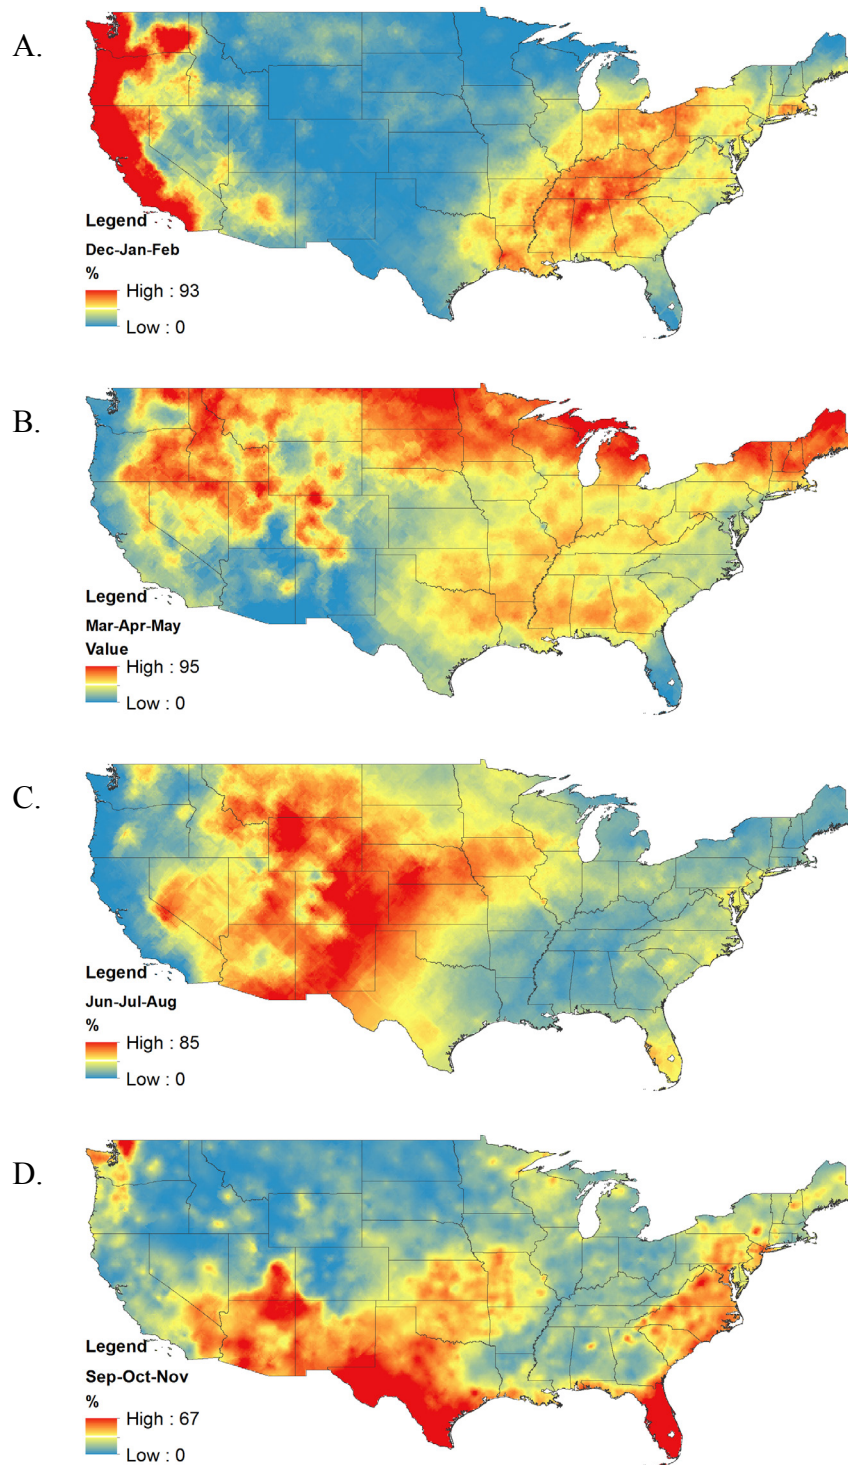 A.
Legend
Dec-Jan-Feb
%
High : 93
Low : 0
B.
Legend
Mar-Apr-May
Value
High : 95
Low : 0
C.
Legend
Jun-Jul-Aug
%
High : 85
Low : 0
D.
Legend
Sep-Oct-Nov
%
High : 67
Low : 0